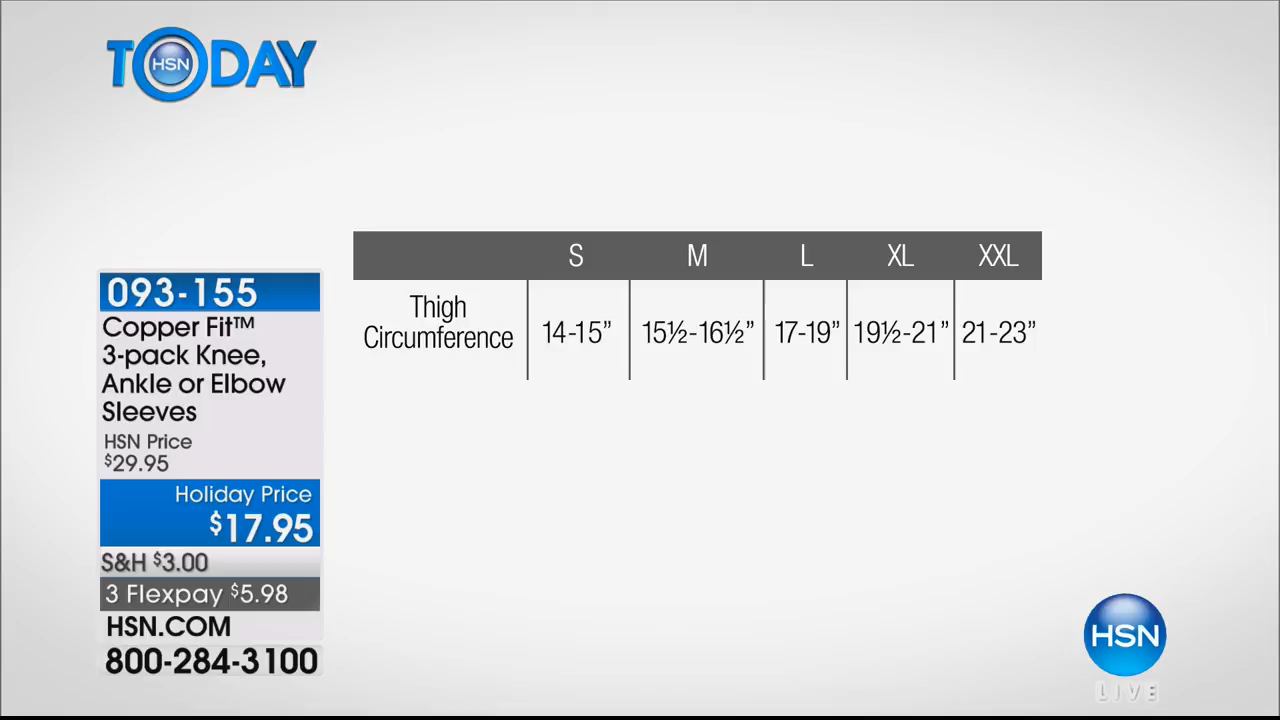 TODAY
HSN
S M L XL XXL
Thigh
Circumference
14-15” 15½-16½” 17-19” 19½-21” 21-23”
093-155
Copper Fit™
3-pack Knee,
Ankle or Elbow
Sleeves
HSN Price
$29.95
Holiday Price
$17.95
S&H $3.00
3 Flexpay $5.98
HSN.COM
800-284-3100
HSN
LIVE